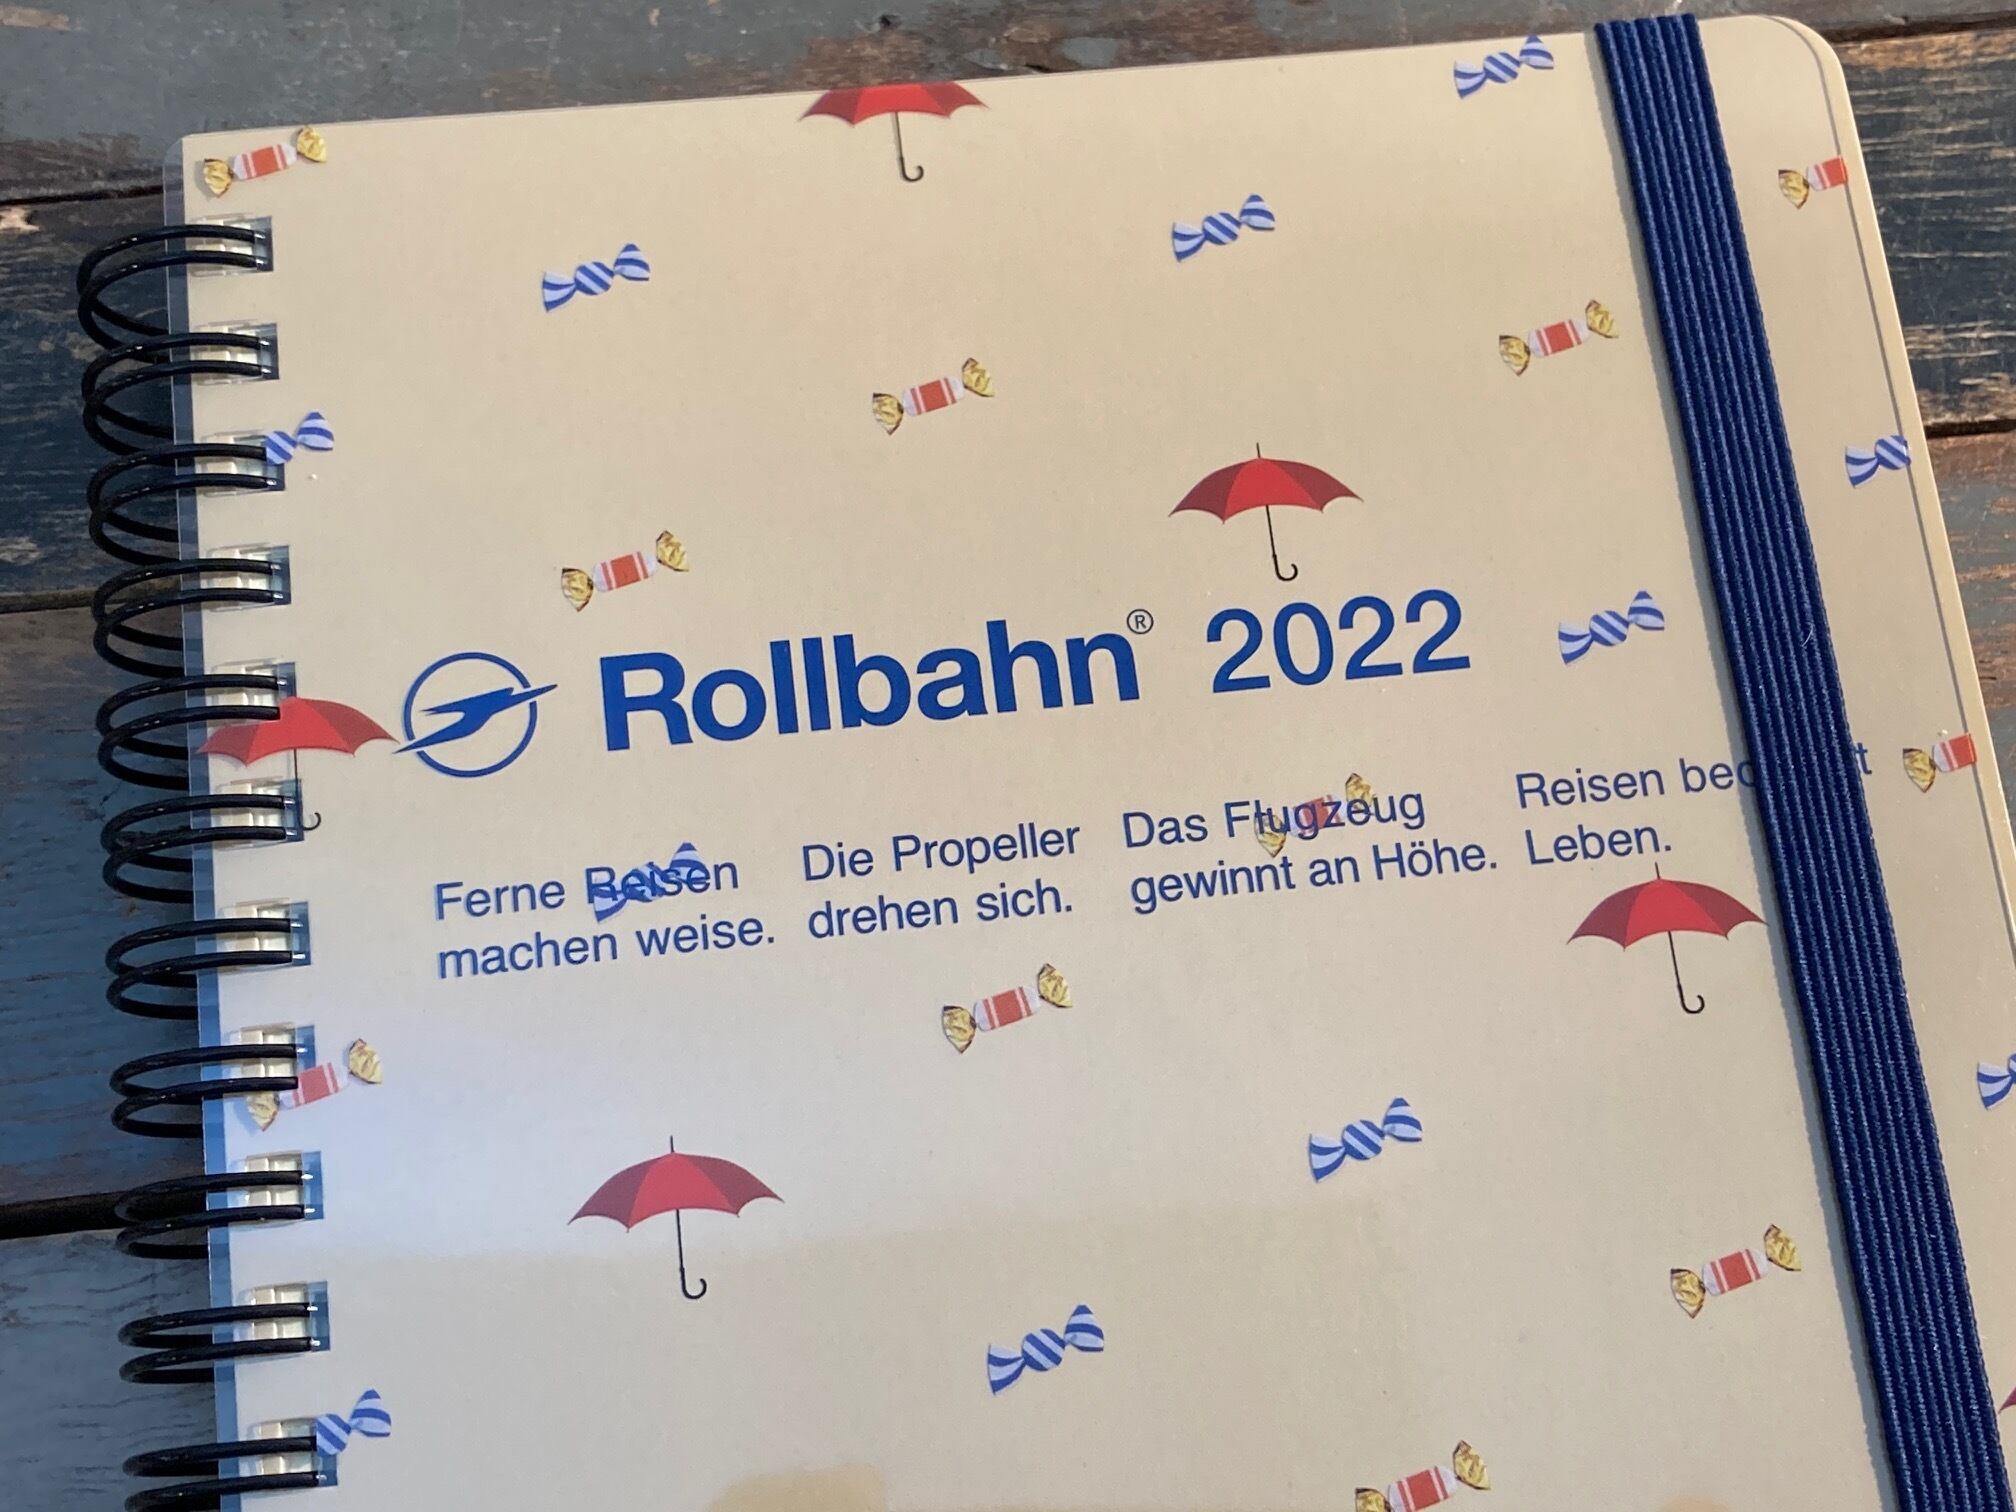 Rollbahn® 2022
Ferne Reisen
machen weise.
Die Propeller
drehen sich.
Das Flugzeug
gewinnt an Höhe.
Reisen
Leben.